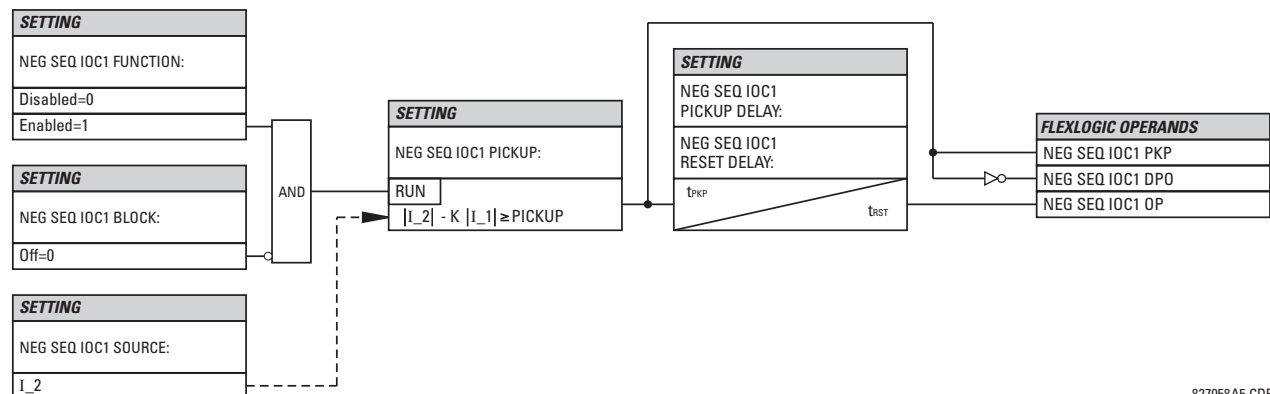 SETTING
NEG SEQ IOC1 FUNCTION:
Disabled=0
Enabled=1
SETTING
NEG SEQ IOC1 BLOCK:
Off=0
SETTING
NEG SEQ IOC1 SOURCE:
I_2
AND
SETTING
NEG SEQ IOC1 PICKUP:
RUN
|I_2| - K |I_1| ≥ PICKUP
SETTING
NEG SEQ IOC1
PICKUP DELAY:
NEG SEQ IOC1
RESET DELAY:
tPKP
tRST
FLEXLOGIC OPERANDS
NEG SEQ IOC1 PKP
NEG SEQ IOC1 DPO
NEG SEQ IOC1 OP